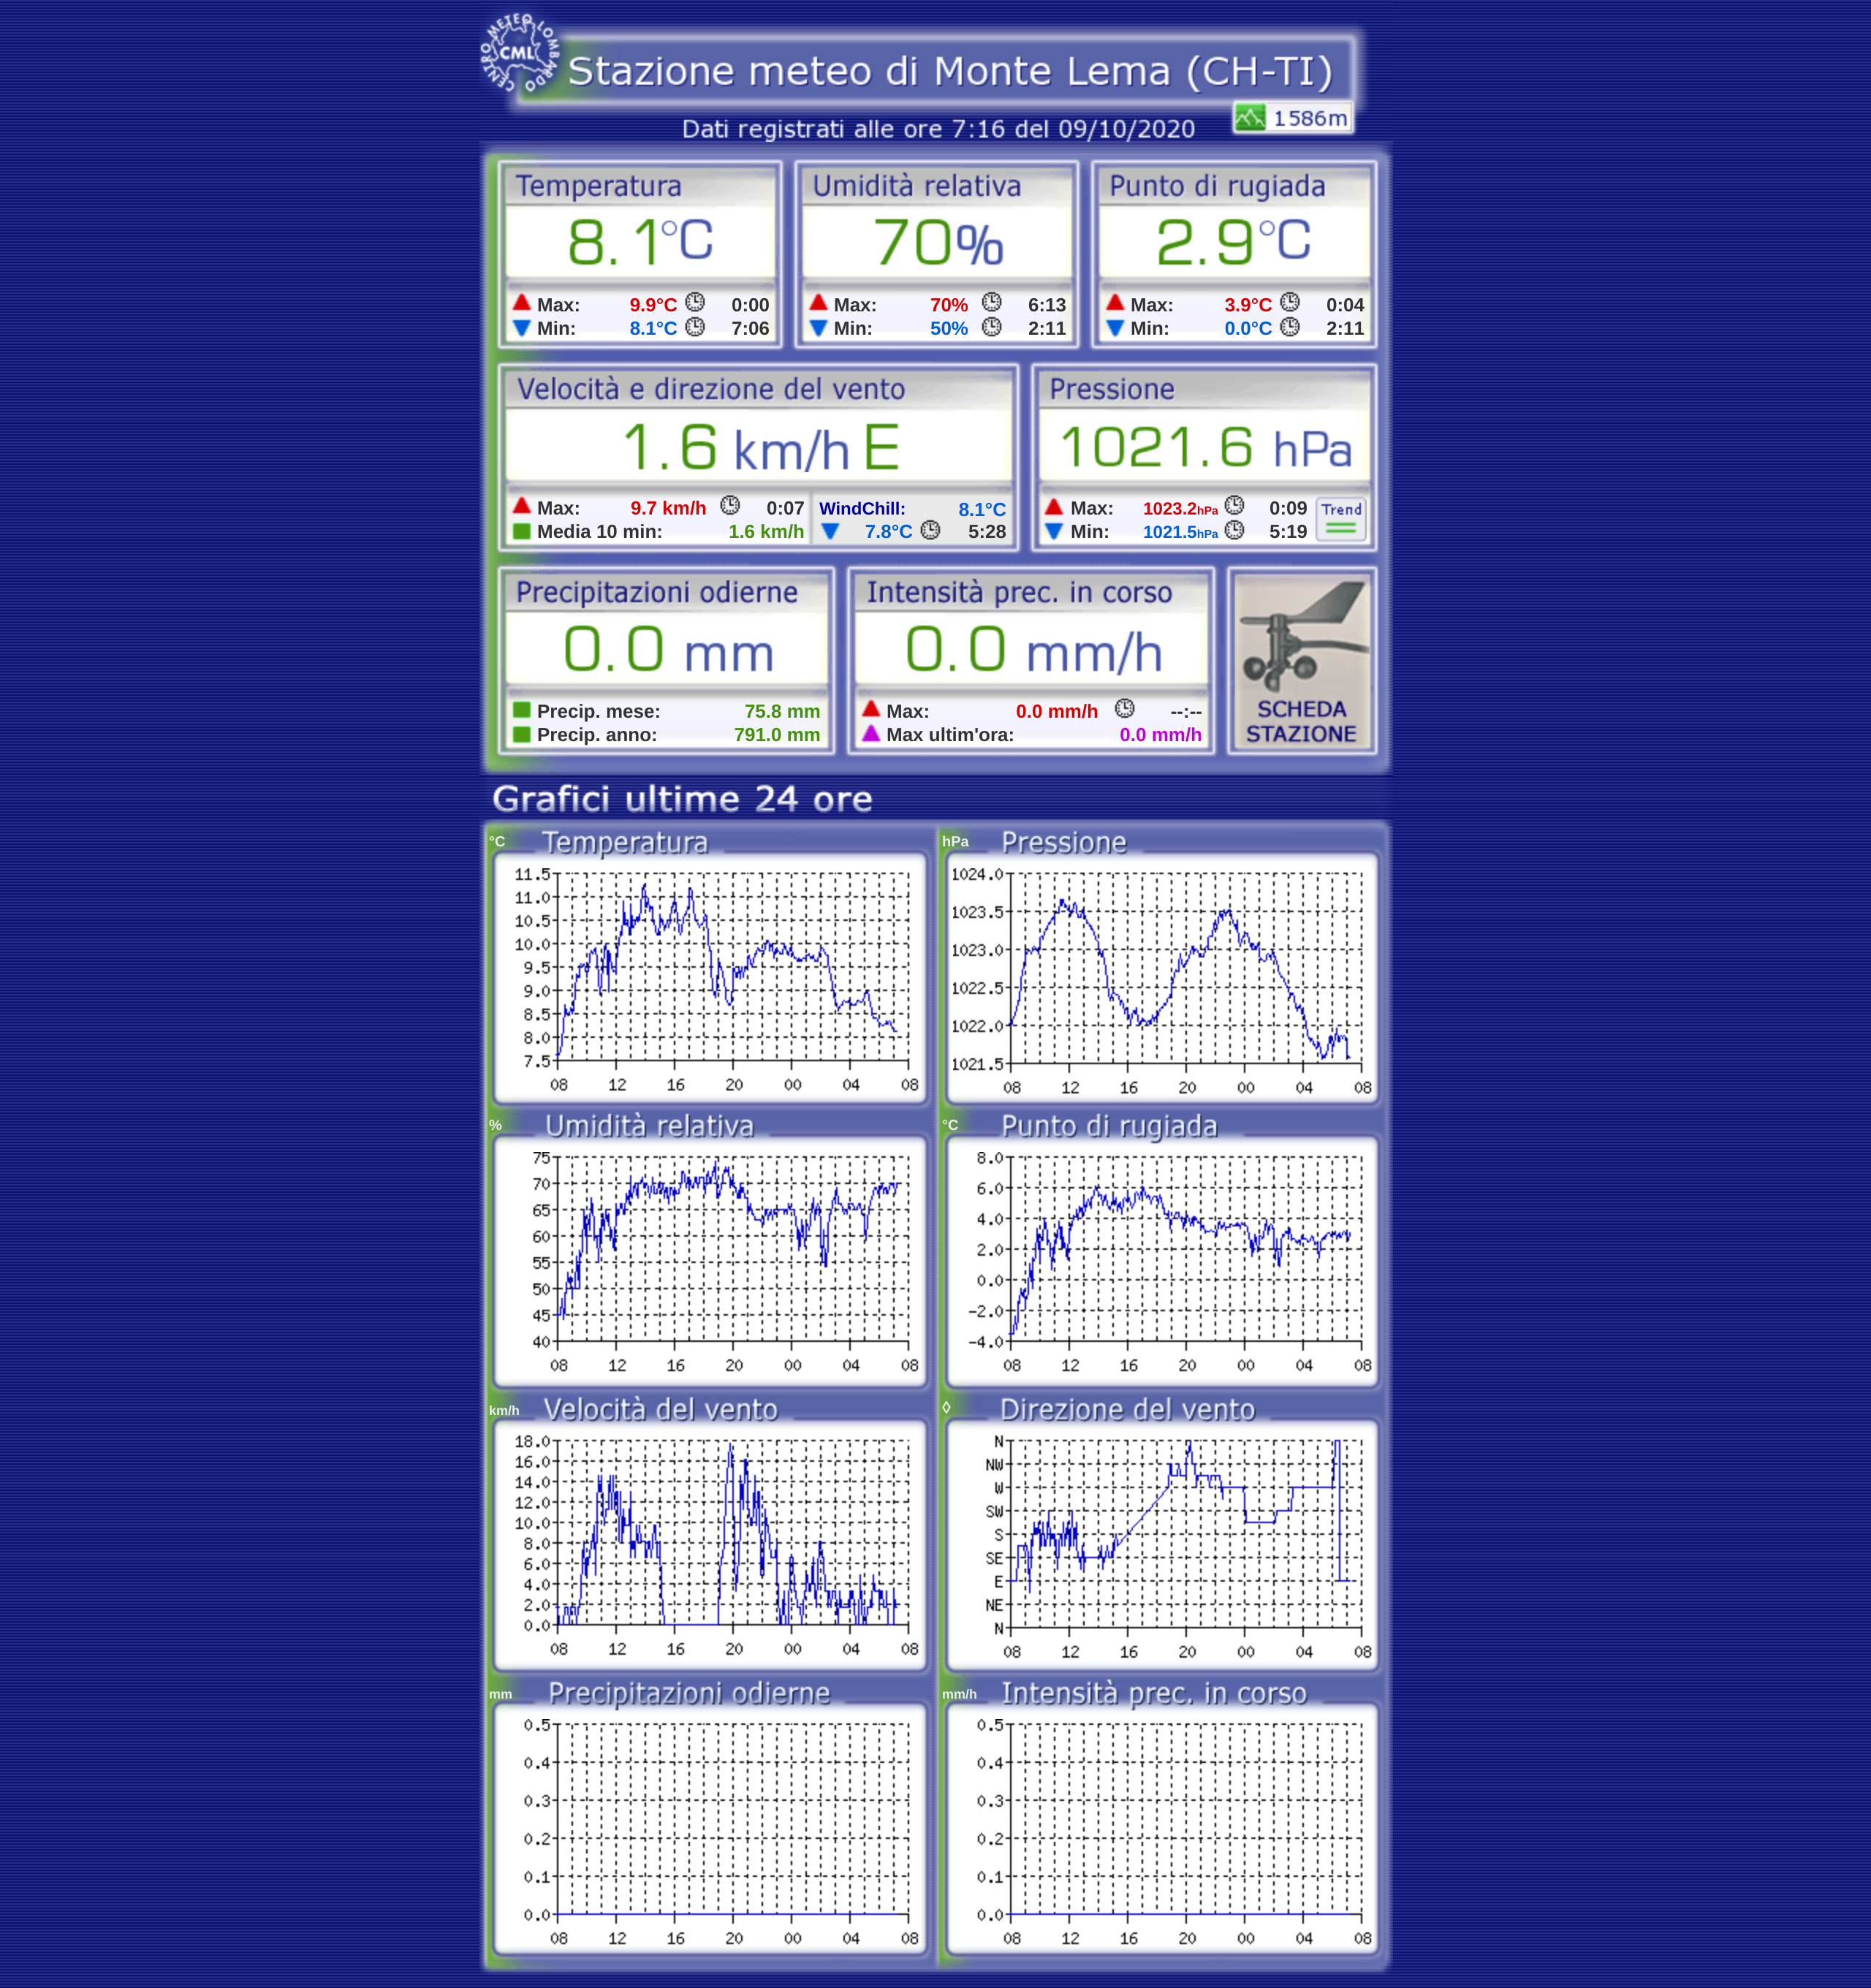 CENTRO METEO LOMBARDO
CML
Stazione meteo di Monte Lema (CH-TI)
1586m
Dati registrati alle ore 7:16 del 09/10/2020
Temperatura Umidità relativa Punto di rugiada
8.1°C 70% 2.9°C
Max: 9.9°C 0:00 Max: 70% 6:13 Max: 3.9°C 0:04
Min: 8.1°C 7:06 Min: 50% 2:11 Min: 0.0°C 2:11
Velocità e direzione del vento Pressione
1.6 km/h E 1021.6 hPa
Max: 9.7 km/h 0:07 WindChill: 8.1°C Max: 1023.2hPa 0:09 Trend
Media 10 min: 1.6 km/h 7.8°C 5:28 Min: 1021.5hPa 5:19
Precipitazioni odierne Intensità prec. in corso
0.0 mm 0.0 mm/h
Precip. mese: 75.8 mm Max: 0.0 mm/h --:-- SCHEDA
Precip. anno: 791.0 mm Max ultim'ora: 0.0 mm/h STAZIONE
Grafici ultime 24 ore
°C Temperatura
11.5
11.0
10.5
10.0
9.5
9.0
8.5
8.0
7.5
08 12 16 20 00 04 08
hPa Pressione
1024.0
1023.5
1023.0
1022.5
1022.0
1021.5
08 12 16 20 00 04 08
% Umidità relativa
75
70
65
60
55
50
45
40
08 12 16 20 00 04 08
°C Punto di rugiada
8.0
6.0
4.0
2.0
0.0
-2.0
-4.0
08 12 16 20 00 04 08
km/h Velocità del vento
18.0
16.0
14.0
12.0
10.0
8.0
6.0
4.0
2.0
0.0
08 12 16 20 00 04 08
◊ Direzione del vento
N
NW
W
SW
S
SE
E
NE
N
08 12 16 20 00 04 08
mm Precipitazioni odierne
0.5
0.4
0.3
0.2
0.1
0.0
08 12 16 20 00 04 08
mm/h Intensità prec. in corso
0.5
0.4
0.3
0.2
0.1
0.0
08 12 16 20 00 04 08